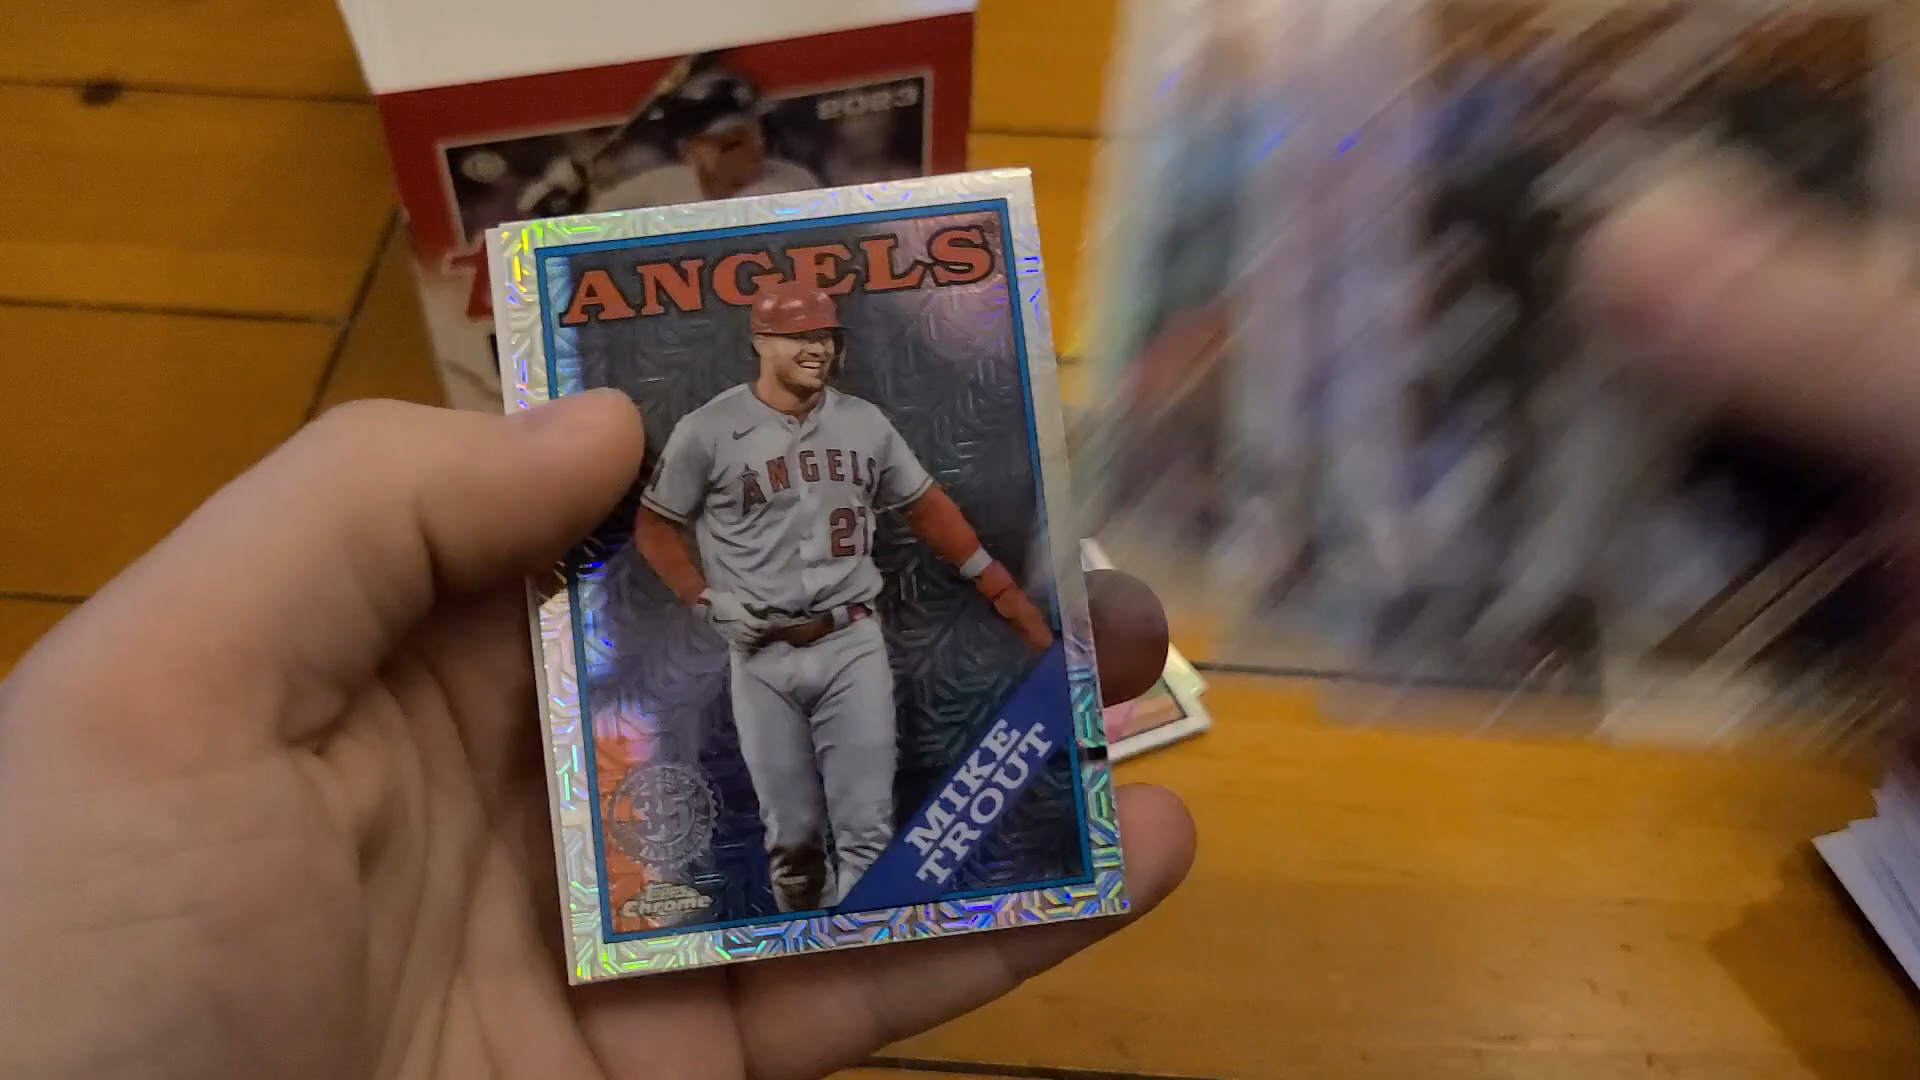 2023
ANGELS
ANGELS
27
35
Topps
Chrome
MIKE
TROUT